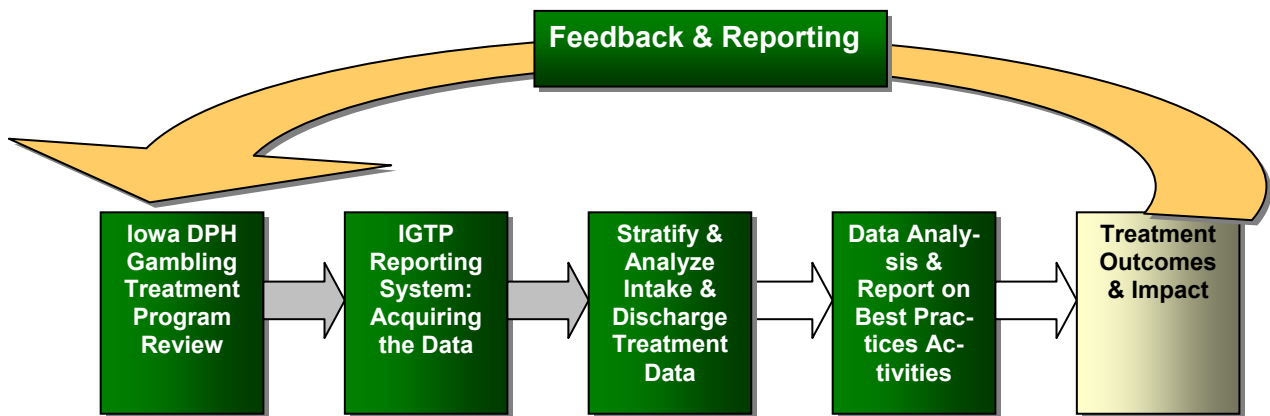 Feedback & Reporting
Iowa DPH
Gambling
Treatment
Program
Review
IGTP
Reporting
System:
Acquiring
the Data
Stratify &
Analyze
Intake &
Discharge
Treatment
Data
Data Analy-
sis &
Report on
Best Prac-
tices Ac-
tivities
Treatment
Outcomes
& Impact